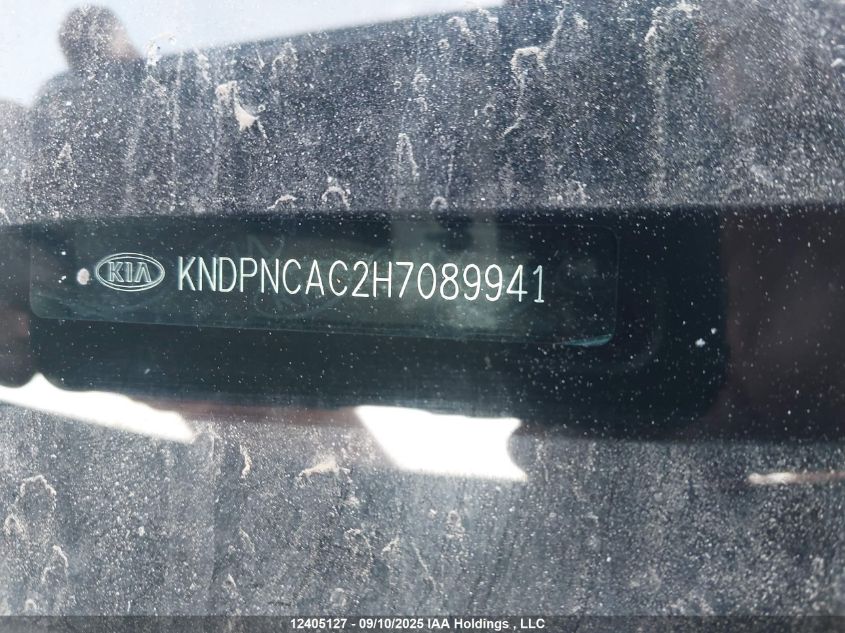 KIA KNDPNCAC2H7089941
12405127 - 09/10/2025 IAA Holdings , LLC